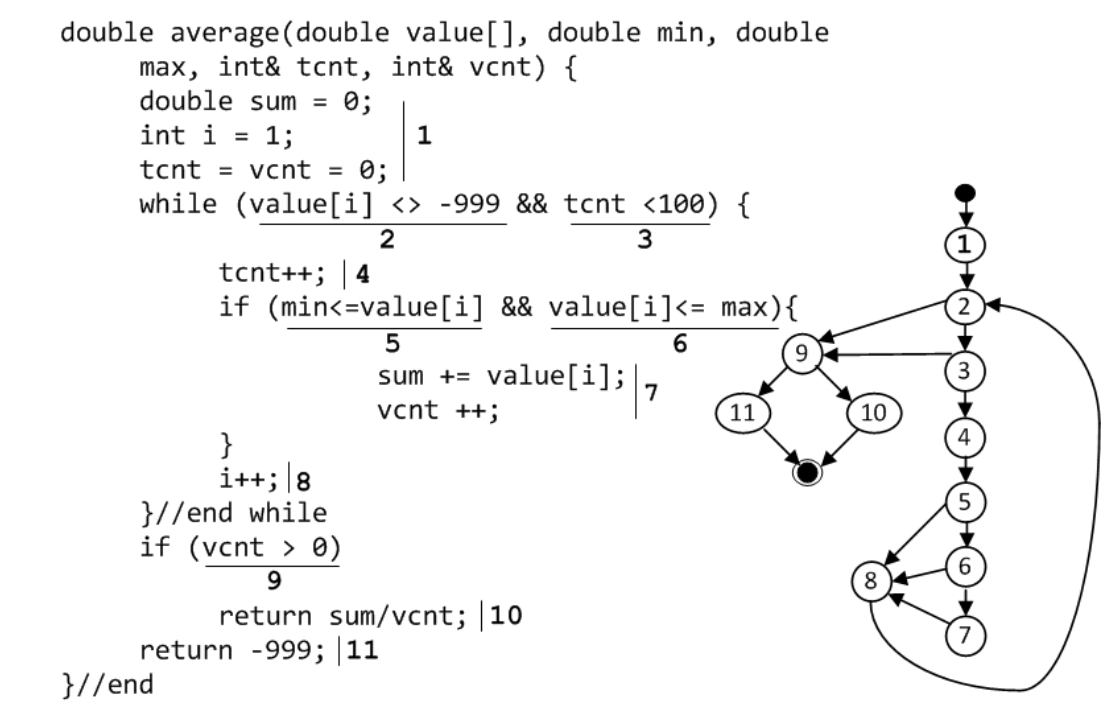 double average(double value[], double min, double
max, int& tcnt, int& vcnt) {
double sum = 0;
int i = 1;
1
tcnt = vcnt = 0;
while (value[i] <> -999 && tcnt <100) {
2 3
tcnt++; |4
if (min<=value[i] && value[i]<= max){
5 6
sum += value[i];
7
vcnt ++;
}
i++;|8
}//end while
if (vcnt > 0)
9
return sum/vcnt; |10
return -999; |11
}//end
1
2
9
3
11
10
4
5
6
8
7